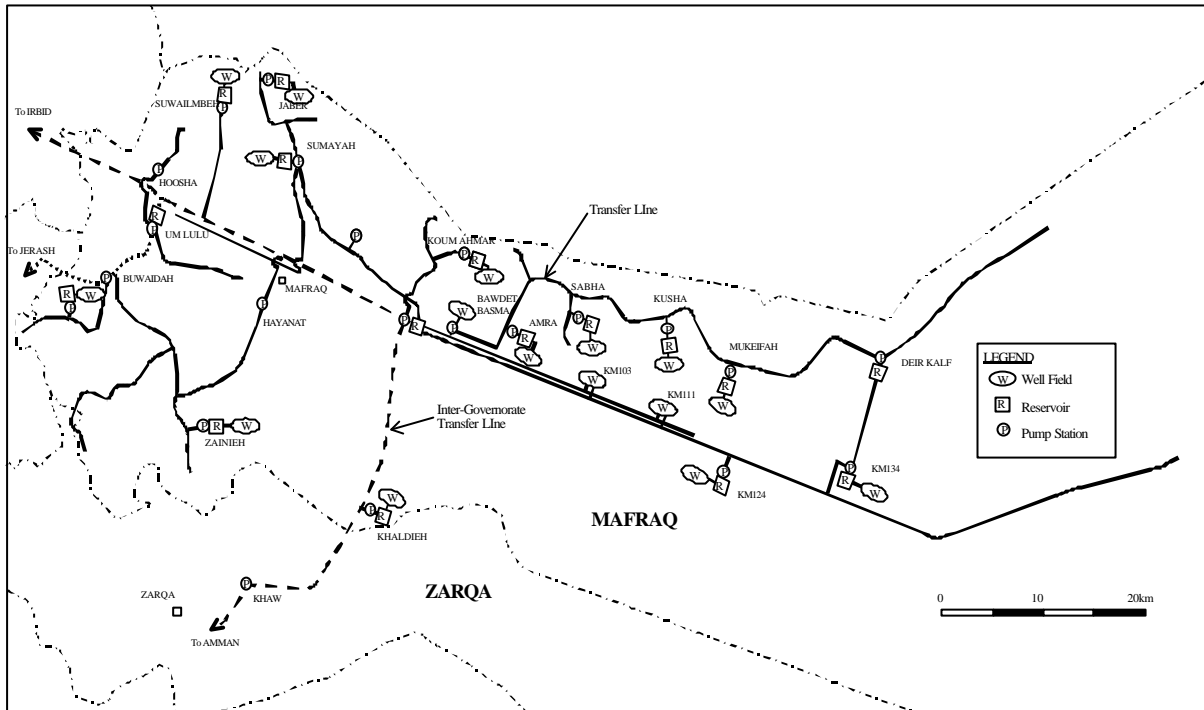 W
P R
SUWAILMBEH
R
P
JABER
W
To IRBID
SUMAYAH
W R P
P
HOOSHA
R
UM LULU
P
Transfer LIne
P
KOUM AHMAR
P R
W
To JERASH
BUWAIDAH
P
MAFRAQ
SABHA
R W
P
HAYANAT
P
BAWDET
BASMA
W
P
AMRA
P R
W
P R
W
KUSHA
P
R
W
P
R
MUKEIFAH
P
R
W
P
R
DEIR KALF
KM103
W
KM111
W
LEGEND
W Well Field
R Reservoir
P Pump Station
Inter-Governorate
Transfer LIne
P R W
ZAINIEH
W
P
R
KM124
P
R
W
KM134
W
P R
KHALDIEH
MAFRAQ
P
KHAW
ZARQA
ZARQA
To AMMAN
0 10 20km